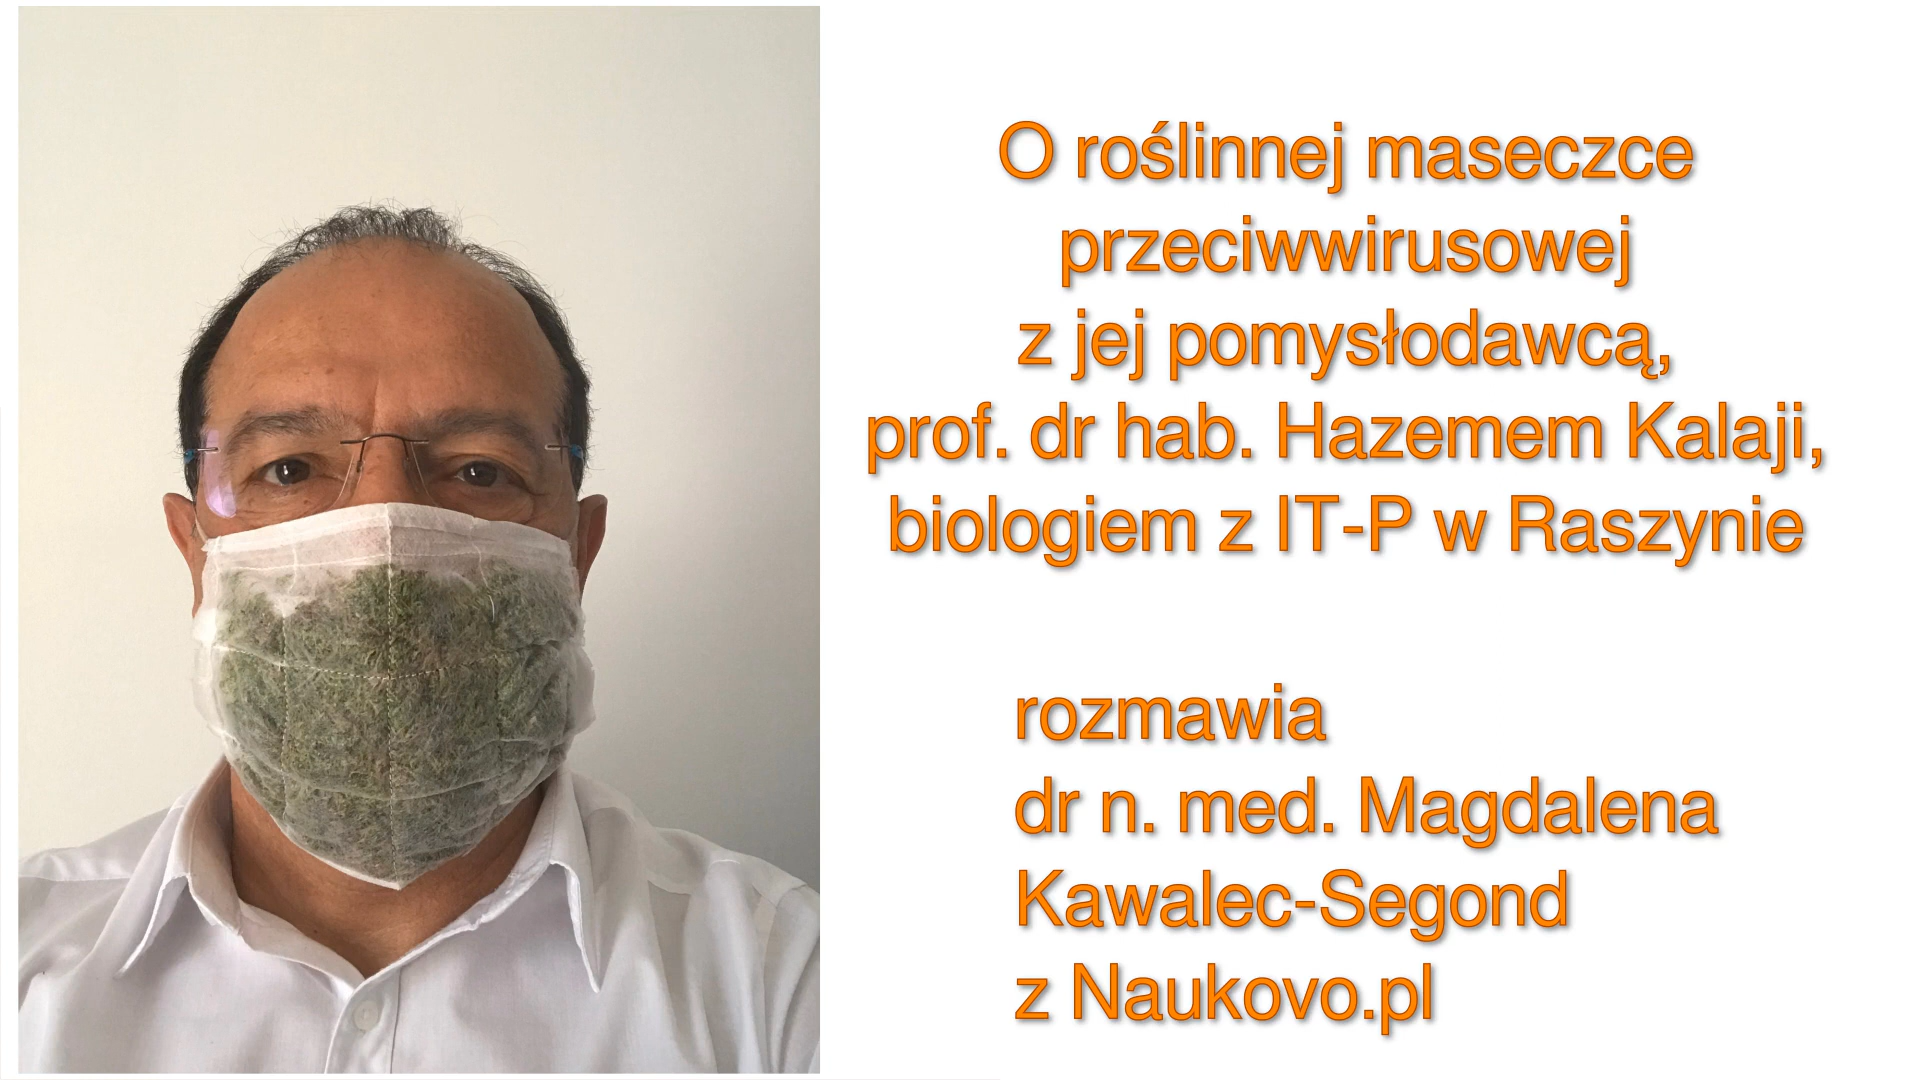 O roślinnej maseczce
przeciwwirusowej
z jej pomysłodawcą,
prof. dr hab. Hazemem Kalaji,
biologiem z IT-P w Raszynie
rozmawia
dr n. med. Magdalena
Kawalec-Segond
z Naukovo.pl